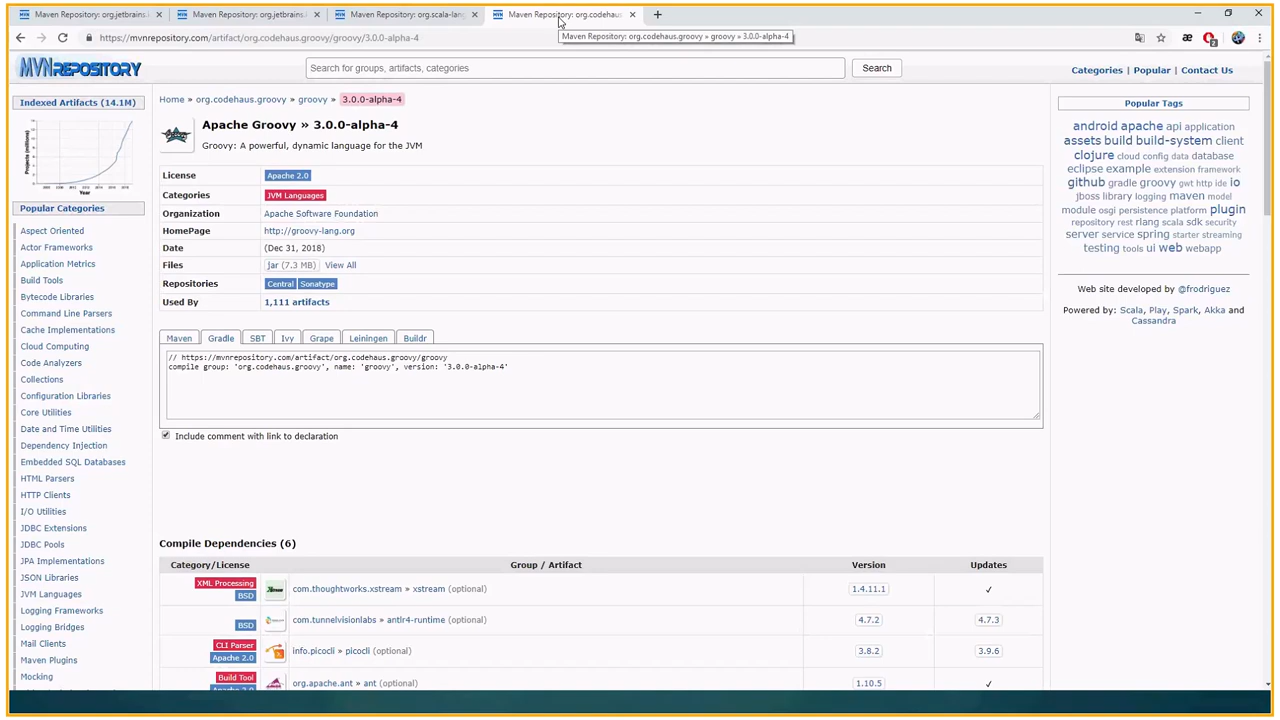 Maven Repository: org.jetbrains.
Maven Repository: org.jetbrains.
Maven Repository: org.scala-lang
Maven Repository: org.codehaus
https://mvnrepository.com/artifact/org.codehaus.groovy/groovy/3.0.0-alpha-4
Maven Repository: org.codehaus.groovy » groovy » 3.0.0-alpha-4
MVNREPOSITORY
Search for groups, artifacts, categories
Search
Categories | Popular | Contact Us
Indexed Artifacts (14.1M)
Projects (millions)
Year
Popular Categories
Aspect Oriented
Actor Frameworks
Application Metrics
Build Tools
Bytecode Libraries
Command Line Parsers
Cache Implementations
Cloud Computing
Code Analyzers
Collections
Configuration Libraries
Core Utilities
Date and Time Utilities
Dependency Injection
Embedded SQL Databases
HTML Parsers
HTTP Clients
I/O Utilities
JDBC Extensions
JDBC Pools
JPA Implementations
JSON Libraries
JVM Languages
Logging Frameworks
Logging Bridges
Mail Clients
Maven Plugins
Mocking
Home » org.codehaus.groovy » groovy » 3.0.0-alpha-4
Apache Groovy » 3.0.0-alpha-4
Groovy: A powerful, dynamic language for the JVM
License Apache 2.0
Categories JVM Languages
Organization Apache Software Foundation
HomePage http://groovy-lang.org
Date (Dec 31, 2018)
Files jar (7.3 MB) View All
Repositories Central Sonatype
Used By 1,111 artifacts
Maven Gradle SBT Ivy Grape Leiningen Buildr
// https://mvnrepository.com/artifact/org.codehaus.groovy/groovy
compile group: 'org.codehaus.groovy', name: 'groovy', version: '3.0.0-alpha-4'
Include comment with link to declaration
Compile Dependencies (6)
Category/License Group / Artifact Version Updates
XML Processing
BSD
com.thoughtworks.xstream » xstream (optional) 1.4.11.1 ✓
BSD
com.tunnelvisionlabs » antlr4-runtime (optional) 4.7.2 4.7.3
CLI Parser
Apache 2.0
info.picocli » picocli (optional) 3.8.2 3.9.6
Build Tool
Apache 2.0
org.apache.ant » ant (optional) 1.10.5 ✓
Popular Tags
android apache api application
assets build build-system client
clojure cloud config data database
eclipse example extension framework
github gradle groovy gwt http ide io
jboss library logging maven model
module osgi persistence platform plugin
repository rest rlang scala sdk security
server service spring starter streaming
testing tools ui web webapp
Web site developed by @frodriguez
Powered by: Scala, Play, Spark, Akka and
Cassandra